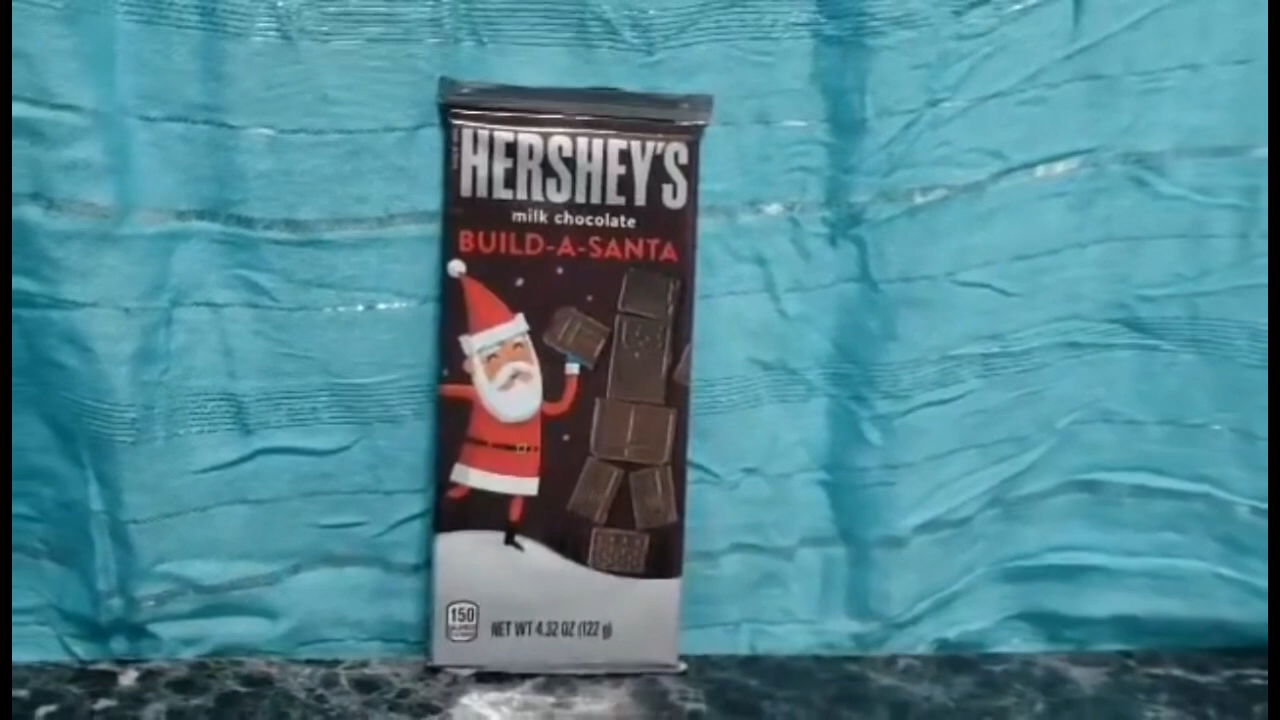 HERSHEY'S
milk chocolate
BUILD-A-SANTA
150
NET WT 4.32 OZ (122 g)